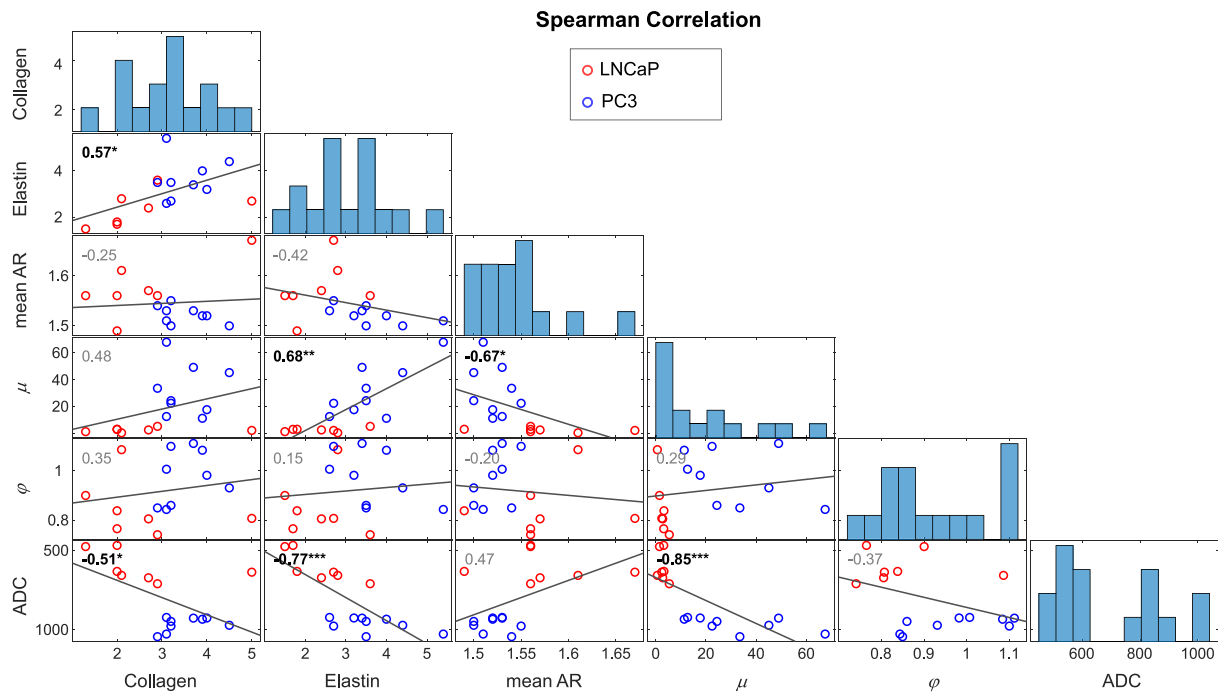 Spearman Correlation
LNCaP
PC3
Collagen
4
2
Elastin
4
2
0.57*
mean AR
1.6
1.5
-0.25
-0.42
μ
60
40
20
0.48
0.68**
-0.67*
φ
1
0.8
0.35
0.15
-0.20
0.29
ADC
500
1000
-0.51*
-0.77***
0.47
-0.85***
-0.37
2 3 4 5
2 3 4 5
1.5 1.55 1.6 1.65
0 20 40 60
0.8 0.9 1 1.1
600 800 1000
Collagen Elastin mean AR μ φ ADC